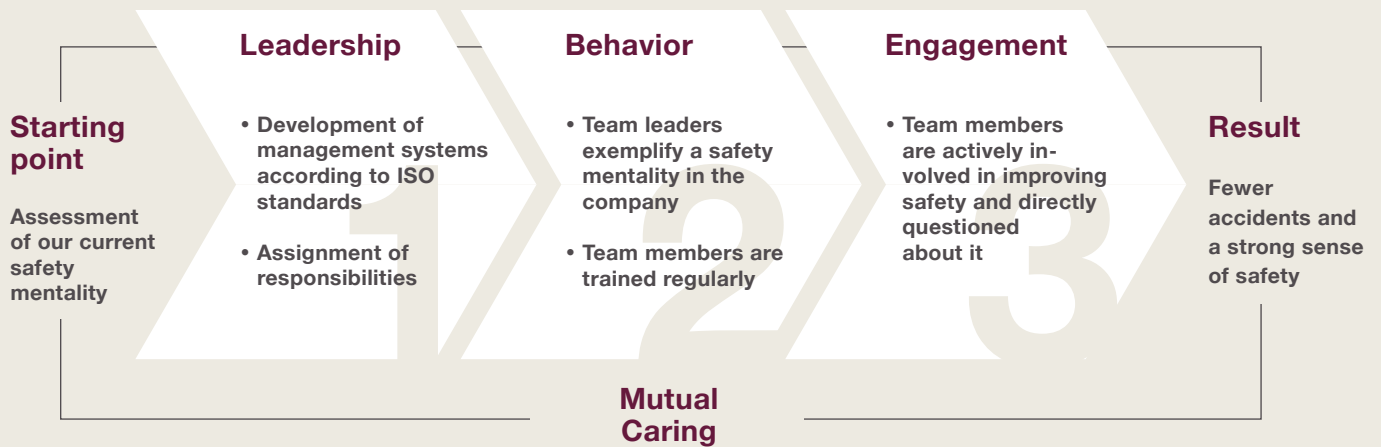 Starting
point
Assessment
of our current
safety
mentality
Leadership
• Development of
management systems
according to ISO
standards
• Assignment of
responsibilities
1
Behavior
• Team leaders
exemplify a safety
mentality in the
company
• Team members are
trained regularly
2
Engagement
• Team members
are actively in-
volved in improving
safety and directly
questioned
about it
3
Result
Fewer
accidents and
a strong sense
of safety
Mutual
Caring